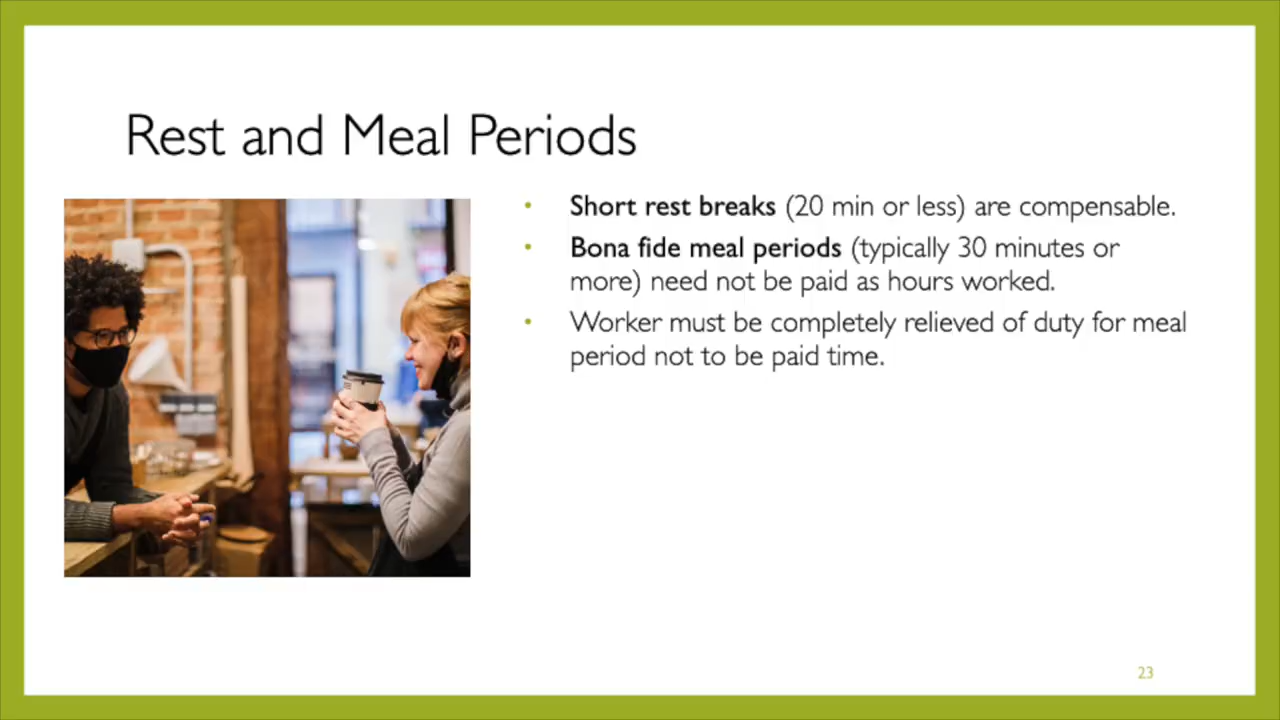 Rest and Meal Periods
• Short rest breaks (20 min or less) are compensable.
• Bona fide meal periods (typically 30 minutes or
more) need not be paid as hours worked.
• Worker must be completely relieved of duty for meal
period not to be paid time.
23